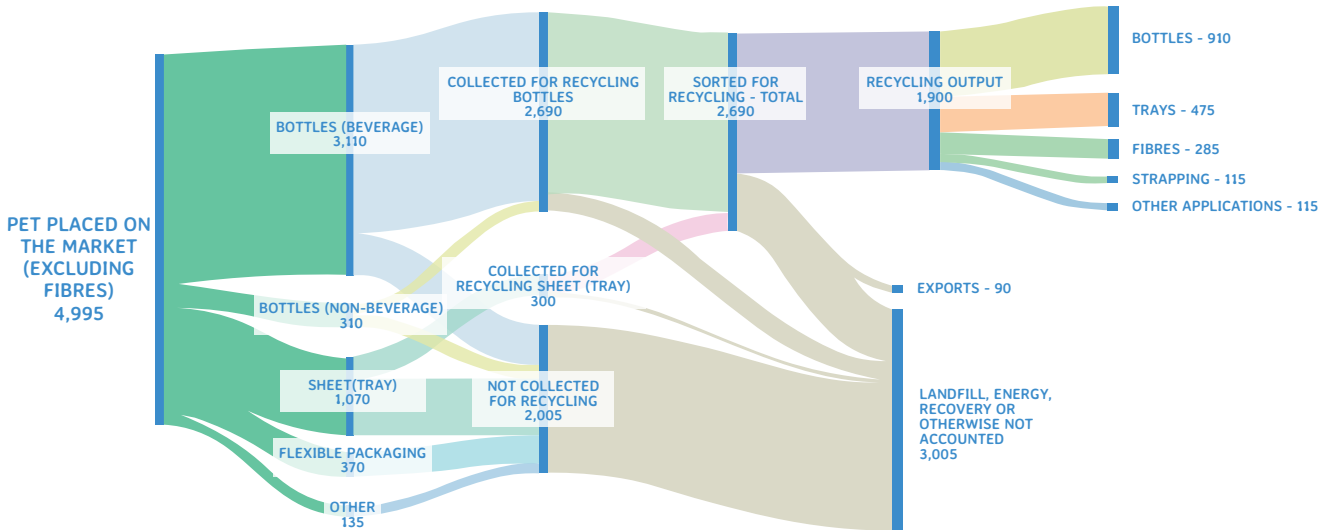 PET PLACED ON
THE MARKET
(EXCLUDING
FIBRES)
4,995
BOTTLES (BEVERAGE)
3,110
BOTTLES (NON-BEVERAGE)
310
SHEET(TRAY)
1,070
FLEXIBLE PACKAGING
370
OTHER
135
COLLECTED FOR RECYCLING
BOTTLES
2,690
COLLECTED FOR
RECYCLING SHEET (TRAY)
300
NOT COLLECTED
FOR RECYCLING
2,005
SORTED FOR
RECYCLING - TOTAL
2,690
RECYCLING OUTPUT
1,900
BOTTLES - 910
TRAYS - 475
FIBRES - 285
STRAPPING - 115
OTHER APPLICATIONS - 115
EXPORTS - 90
LANDFILL, ENERGY,
RECOVERY OR
OTHERWISE NOT
ACCOUNTED
3,005